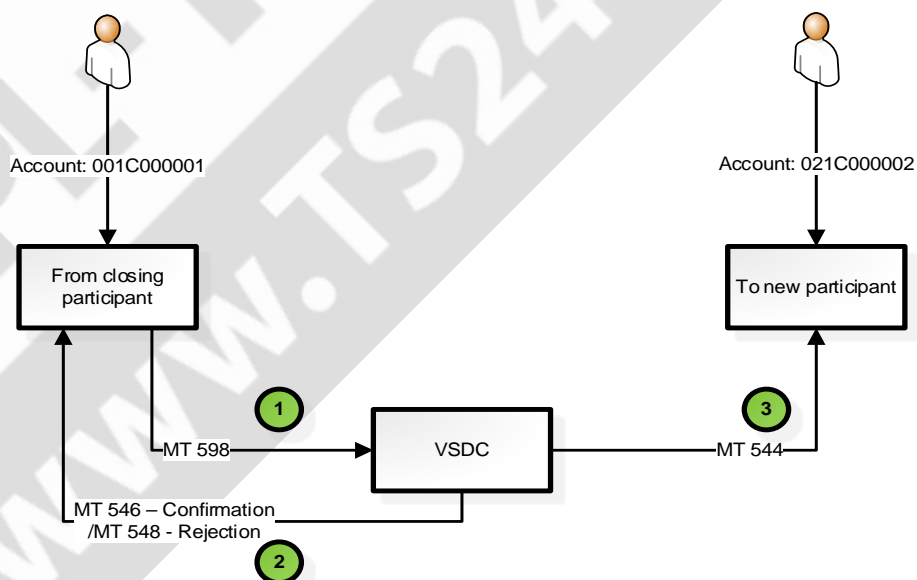 Account: 001C000001
Account: 021C000002
From closing
participant
To new participant
1
3
MT 598
VSDC
MT 544
MT 546 – Confirmation
/MT 548 - Rejection
2
WWW.TS24